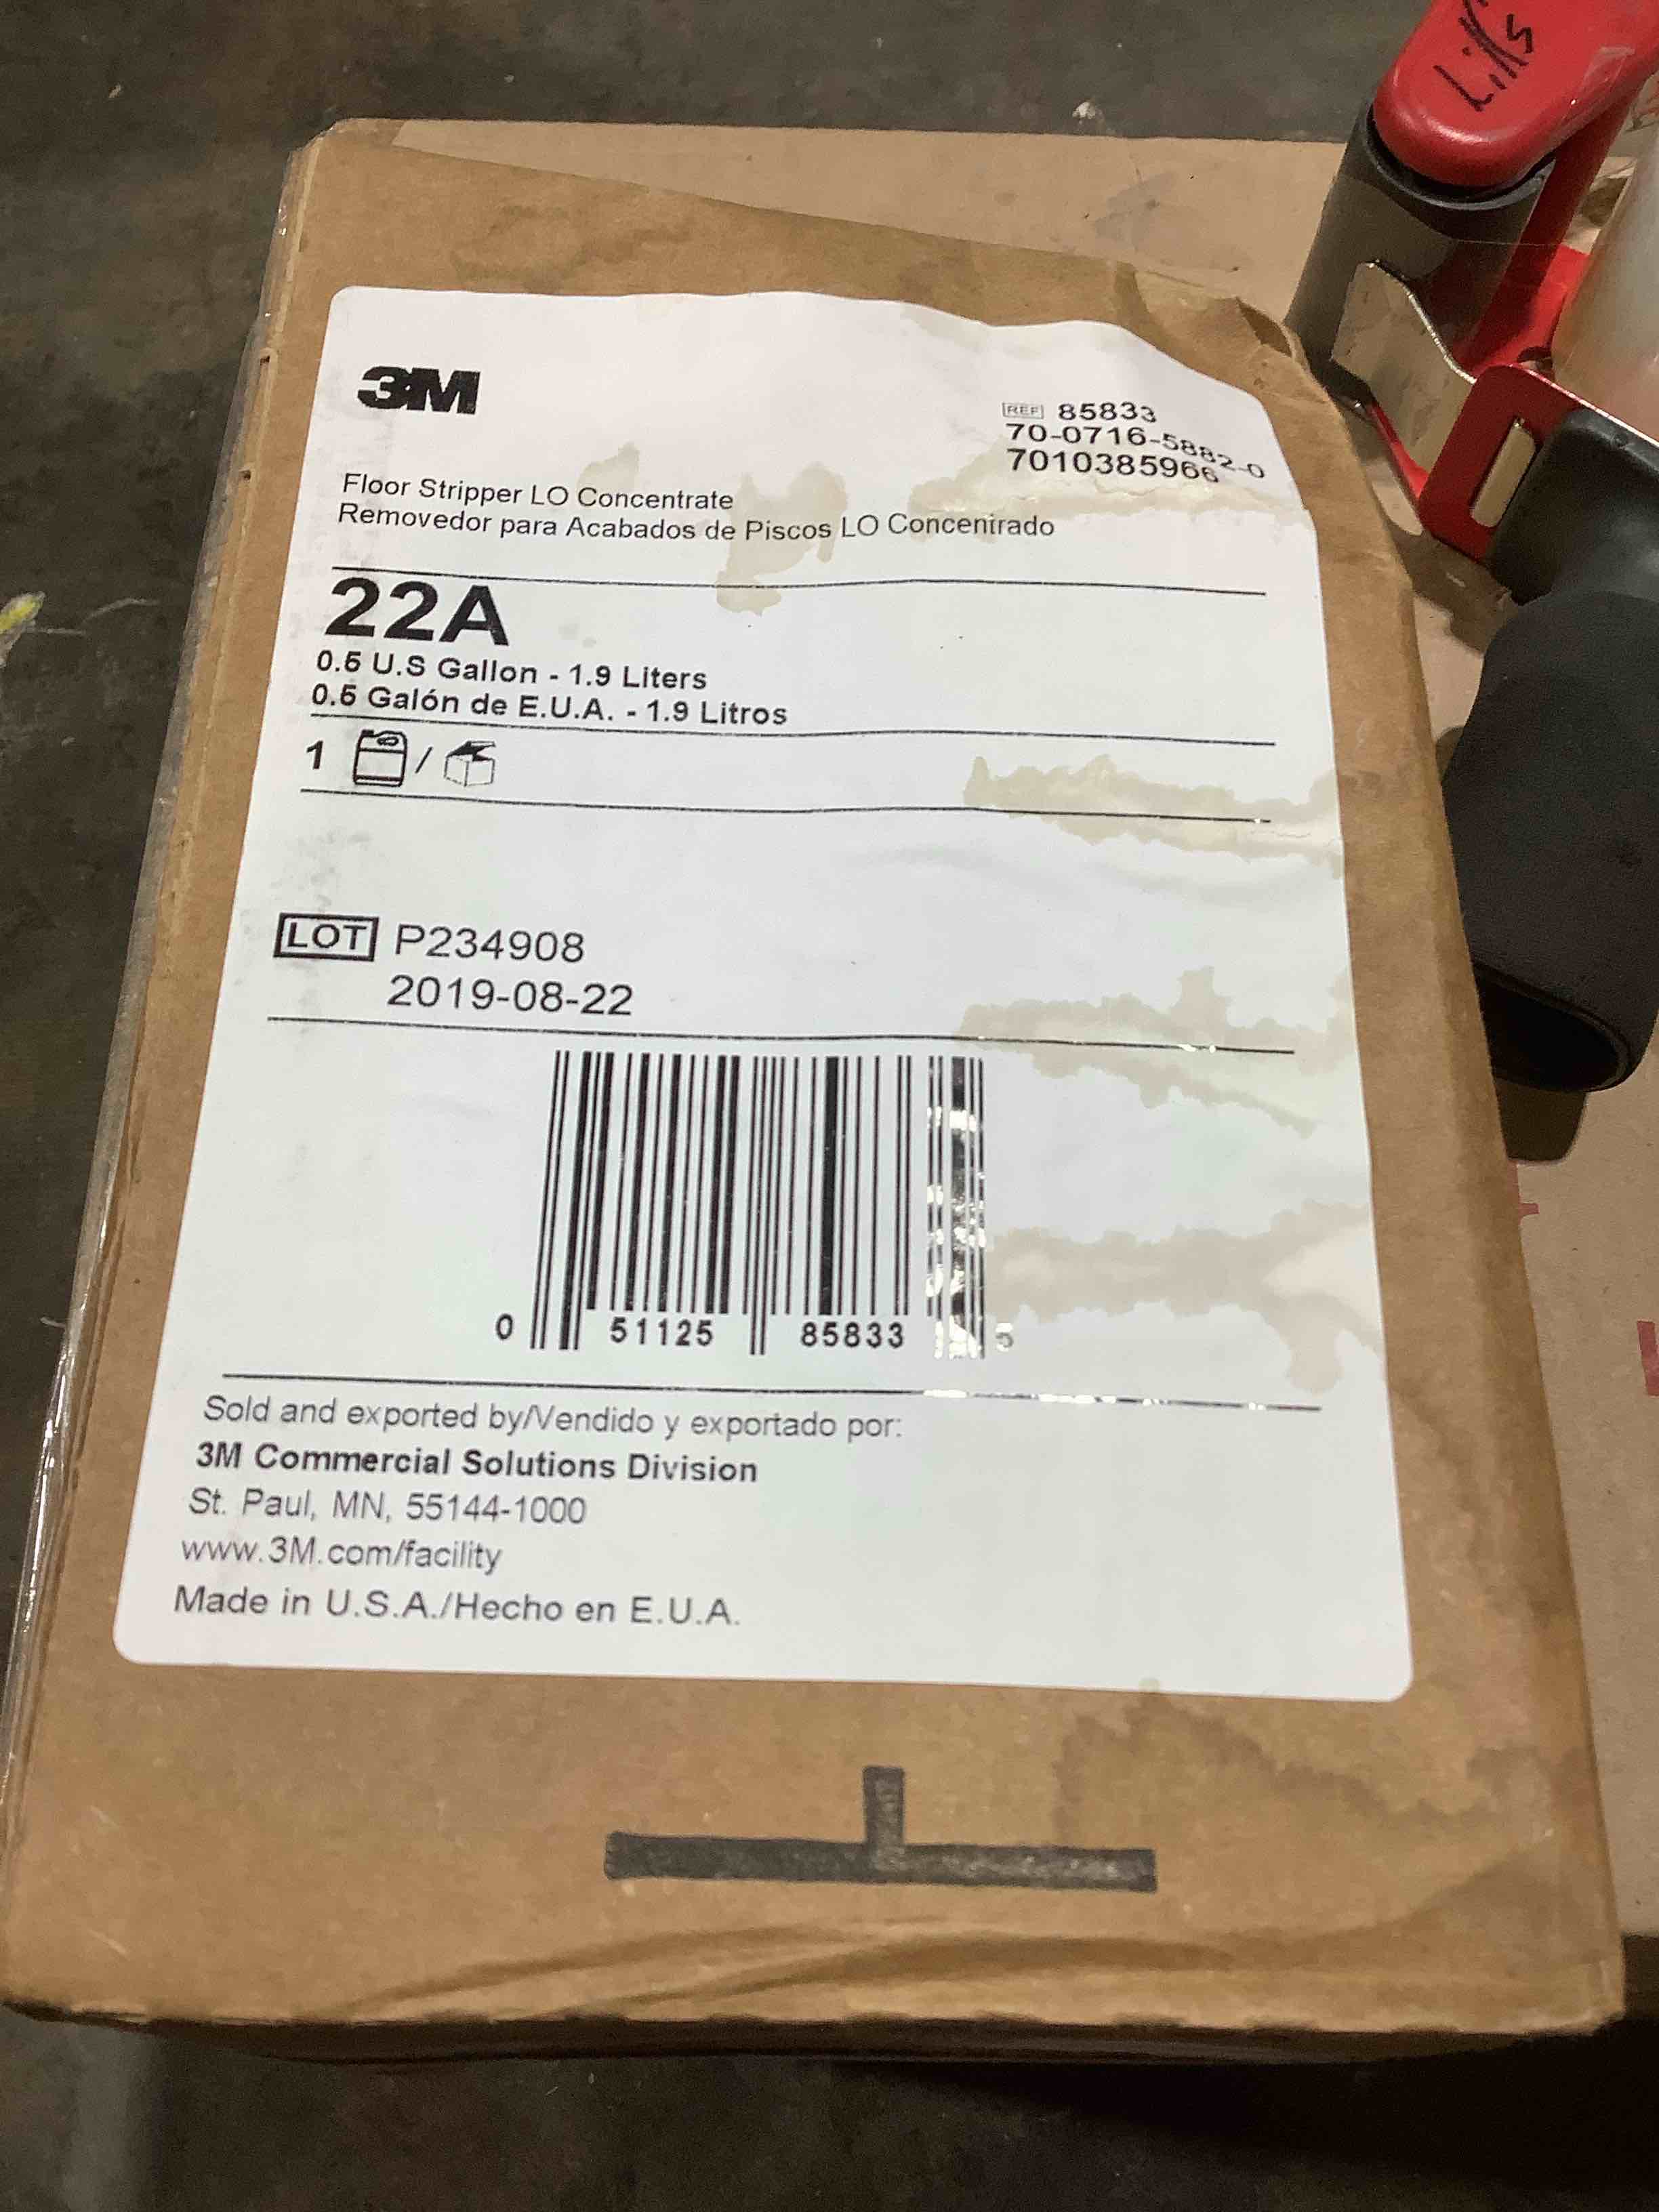 Lill's
3M
REF 85833
70-0716-5882-0
7010385966
Floor Stripper LO Concentrate
Removedor para Acabados de Piscos LO Concentrado
22A
0.5 U.S Gallon - 1.9 Liters
0.5 Galón de E.U.A. - 1.9 Litros
1 /
LOT P234908
2019-08-22
0 51125 85833 5
Sold and exported by/Vendido y exportado por:
3M Commercial Solutions Division
St. Paul, MN, 55144-1000
www.3M.com/facility
Made in U.S.A./Hecho en E.U.A.